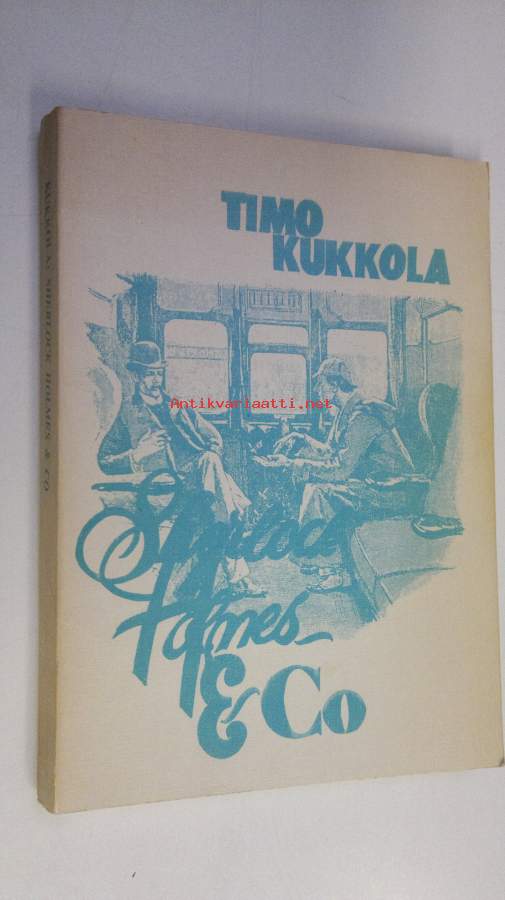 TIMO
KUKKOLA
Antikvariaatti.net
Sherlock
Holmes
& Co
KUKKOLA: SHERLOCK HOLMES & CO